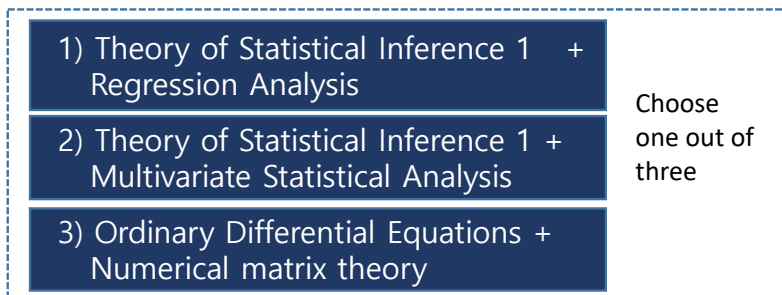 1) Theory of Statistical Inference 1 +
Regression Analysis
2) Theory of Statistical Inference 1 +
Multivariate Statistical Analysis
3) Ordinary Differential Equations +
Numerical matrix theory
Choose
one out of
three